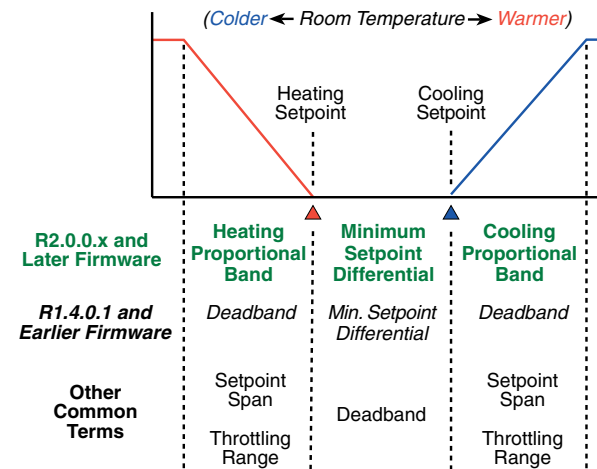 (Colder Room Temperature Warmer)
Heating
Setpoint
Cooling
Setpoint
R2.0.0.x and
Later Firmware
Heating
Proportional
Band
Minimum
Setpoint
Differential
Cooling
Proportional
Band
R1.4.0.1 and
Earlier Firmware
Deadband
Min. Setpoint
Differential
Deadband
Other
Common
Terms
Setpoint
Span
Throttling
Range
Deadband
Setpoint
Span
Throttling
Range